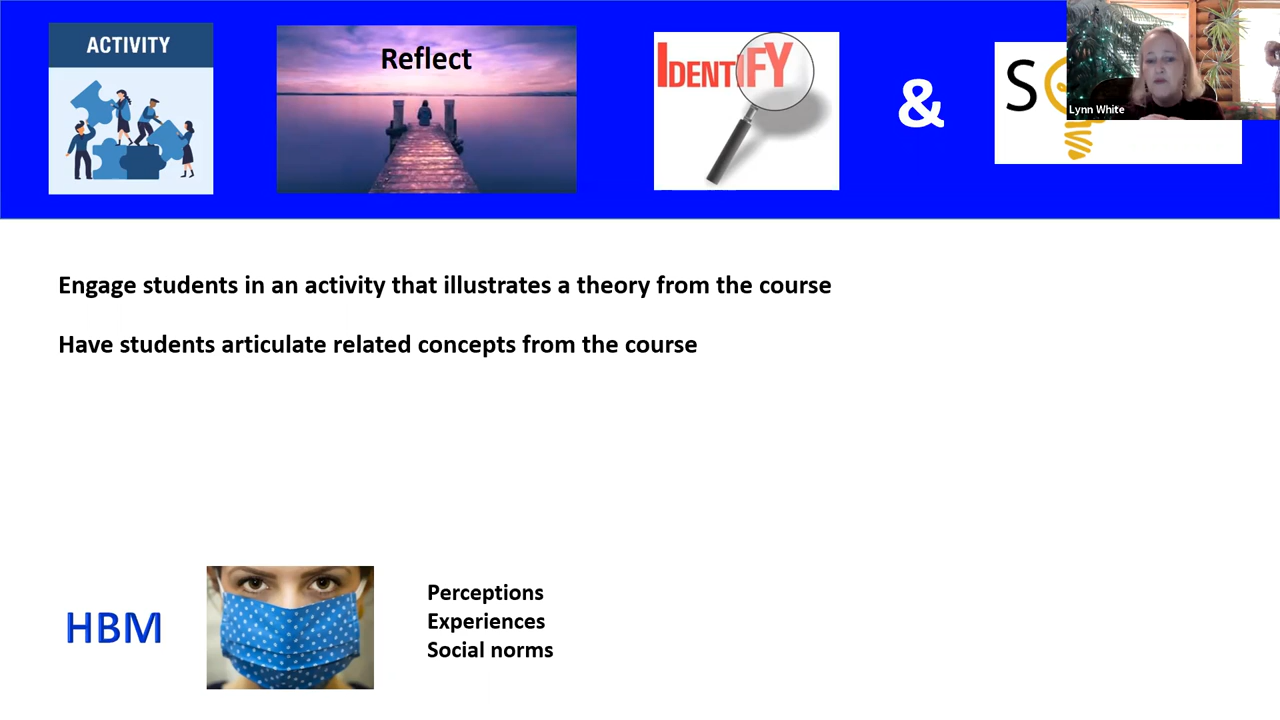 ACTIVITY
Reflect
IDENTIFY
&
Lynn White
Engage students in an activity that illustrates a theory from the course
Have students articulate related concepts from the course
HBM
Perceptions
Experiences
Social norms